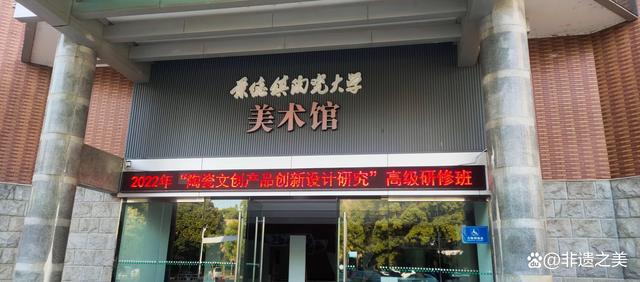 景德镇陶瓷大学
美术馆
2022年“陶瓷文创产品创新设计研究”高级研修班
@非遗之美